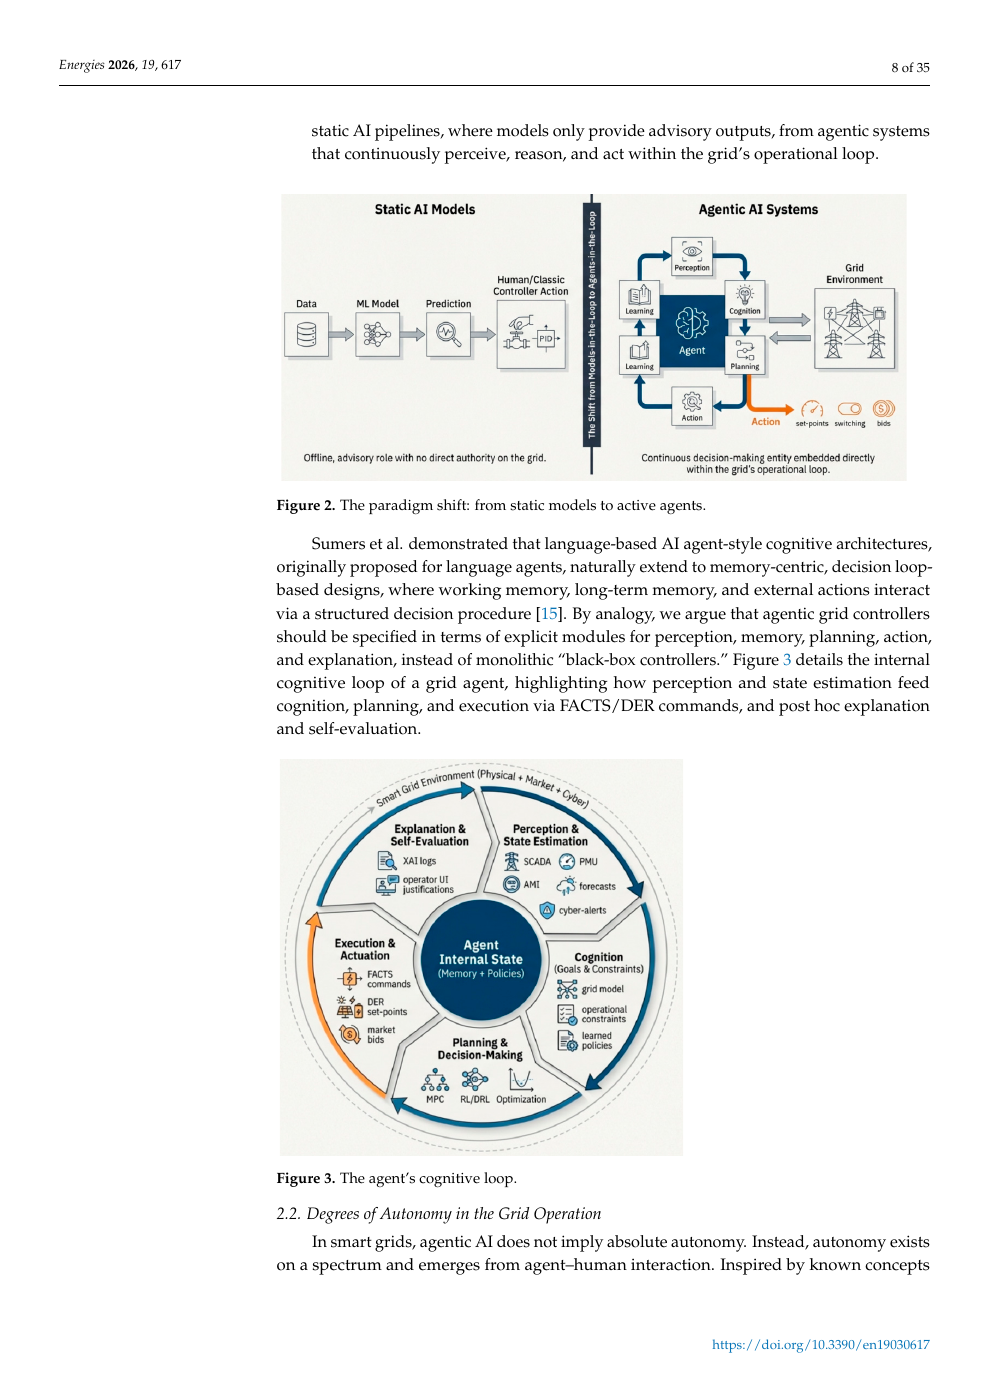 Energies 2026, 19, 617
8 of 35
static AI pipelines, where models only provide advisory outputs, from agentic systems
that continuously perceive, reason, and act within the grid's operational loop.
Static AI Models
Data
ML Model
Prediction
Human/Classic
Controller Action
PID
Offline, advisory role with no direct authority on the grid.
The Shift from Models-in-the-Loop to Agents-in-the-Loop
Agentic AI Systems
Perception
Learning
Cognition
Agent
Learning
Planning
Action
Grid
Environment
Action
set-points
switching
bids
Continuous decision-making entity embedded directly
within the grid's operational loop.
Figure 2. The paradigm shift: from static models to active agents.
Sumers et al. demonstrated that language-based AI agent-style cognitive architectures,
originally proposed for language agents, naturally extend to memory-centric, decision loop-
based designs, where working memory, long-term memory, and external actions interact
via a structured decision procedure [15]. By analogy, we argue that agentic grid controllers
should be specified in terms of explicit modules for perception, memory, planning, action,
and explanation, instead of monolithic "black-box controllers." Figure 3 details the internal
cognitive loop of a grid agent, highlighting how perception and state estimation feed
cognition, planning, and execution via FACTS/DER commands, and post hoc explanation
and self-evaluation.
Smart Grid Environment (Physical + Market + Cyber)
Explanation &
Self-Evaluation
XAI logs
operator UI
justifications
Perception &
State Estimation
SCADA
PMU
AMI
forecasts
cyber-alerts
Execution &
Actuation
FACTS
commands
DER
set-points
market
bids
Agent
Internal State
(Memory + Policies)
Cognition
(Goals & Constraints)
grid model
operational
constraints
learned
policies
Planning &
Decision-Making
MPC
RL/DRL
Optimization
Figure 3. The agent's cognitive loop.
2.2. Degrees of Autonomy in the Grid Operation
In smart grids, agentic AI does not imply absolute autonomy. Instead, autonomy exists
on a spectrum and emerges from agent–human interaction. Inspired by known concepts
https://doi.org/10.3390/en19030617